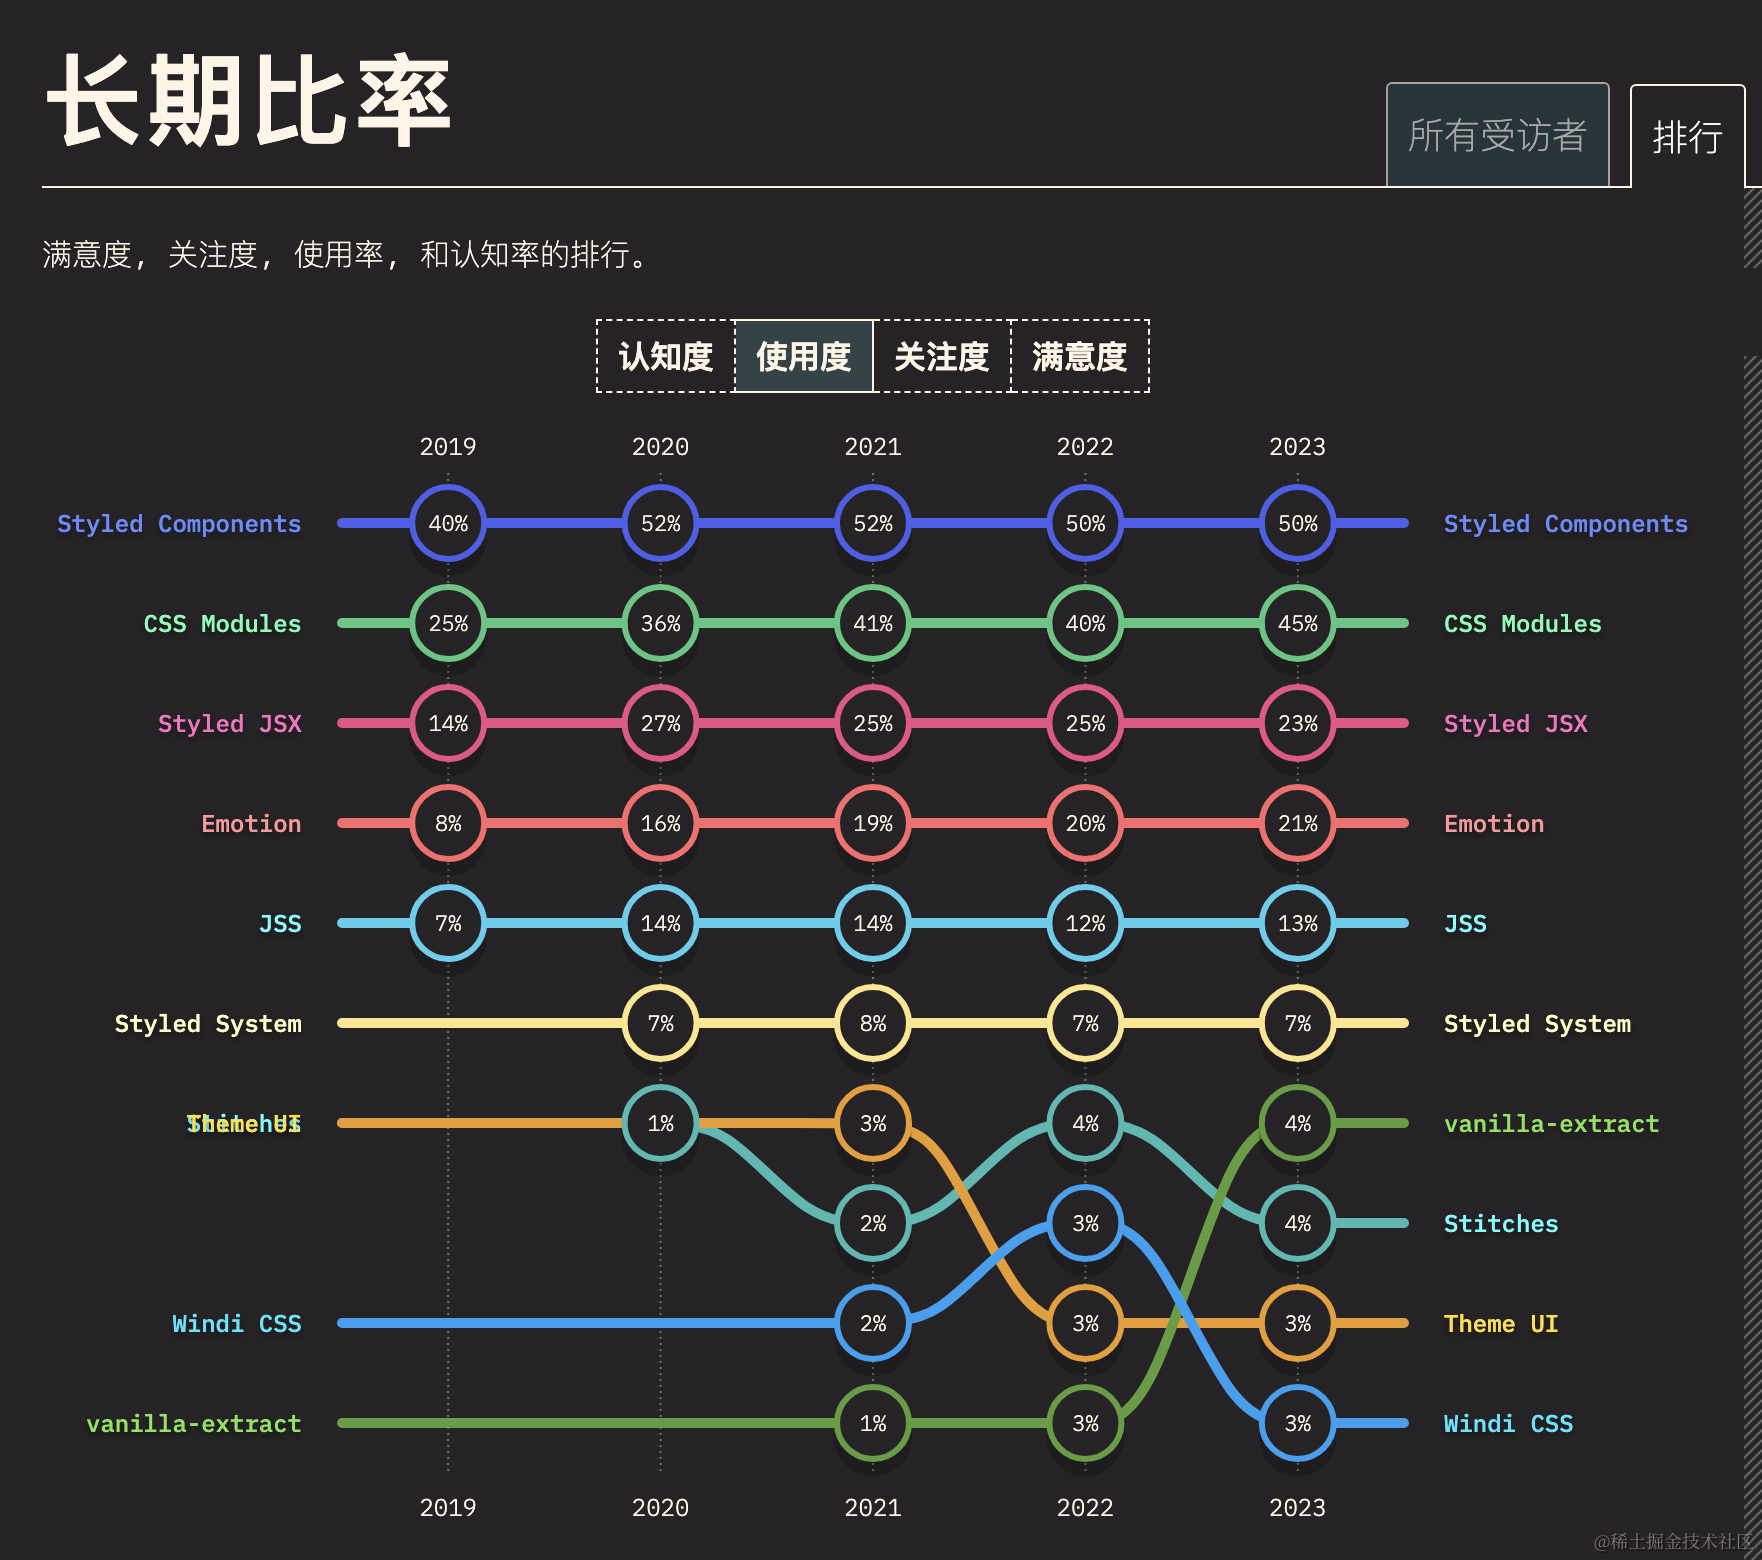 长期比率
所有受访者 排行
满意度, 关注度, 使用率, 和认知率的排行。
认知度 使用度 关注度 满意度
2019 2020 2021 2022 2023
Styled Components 40% 52% 52% 50% 50% Styled Components
CSS Modules 25% 36% 41% 40% 45% CSS Modules
Styled JSX 14% 27% 25% 25% 23% Styled JSX
Emotion 8% 16% 19% 20% 21% Emotion
JSS 7% 14% 14% 12% 13% JSS
Styled System 7% 8% 7% 7% Styled System
Stitches Theme UI 1% 3% 4% 4% vanilla-extract
2% 3% 4% Stitches
Windi CSS 2% 3% 3% Theme UI
vanilla-extract 1% 3% 3% Windi CSS
2019 2020 2021 2022 2023
@稀土掘金技术社区